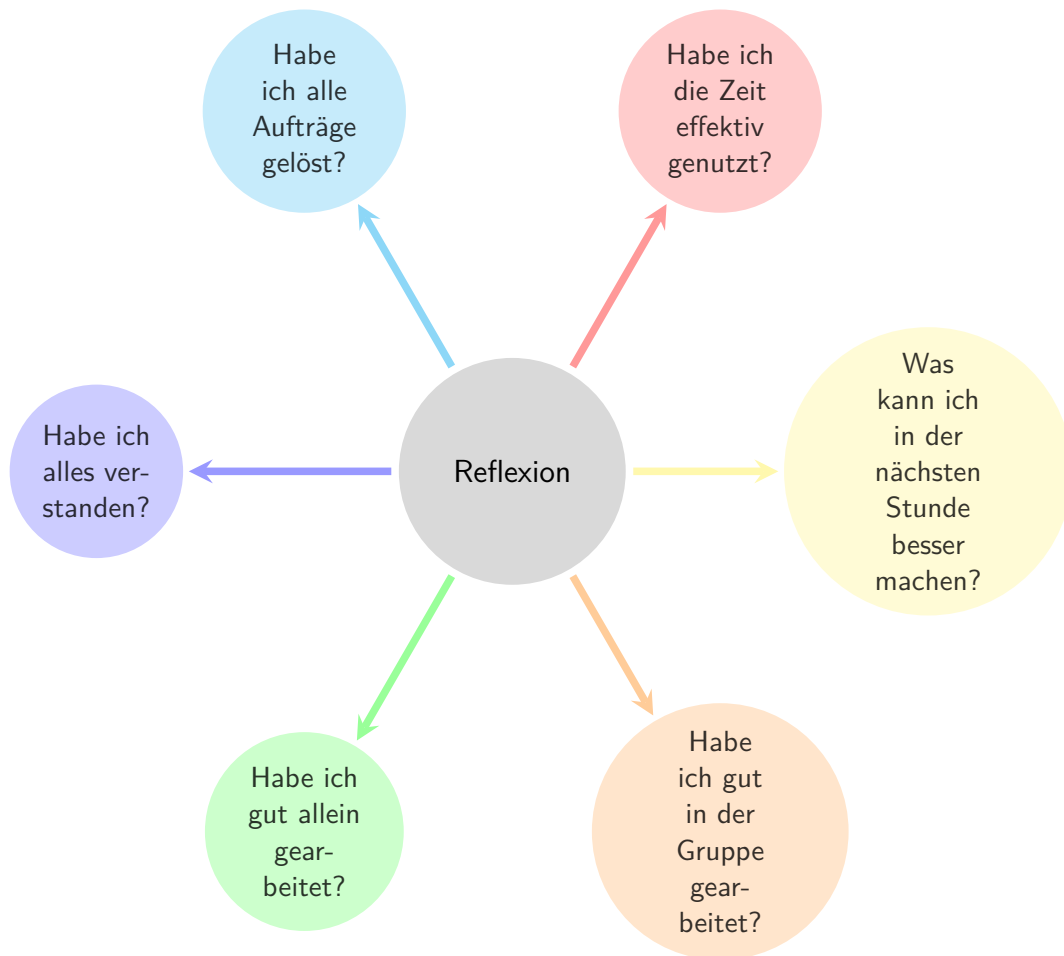 Habe
ich alle
Aufträge
gelöst?
Habe ich
die Zeit
effektiv
genutzt?
Habe ich
alles ver-
standen?
Reflexion
Was
kann ich
in der
nächsten
Stunde
besser
machen?
Habe ich
gut allein
gear-
beitet?
Habe
ich gut
in der
Gruppe
gear-
beitet?